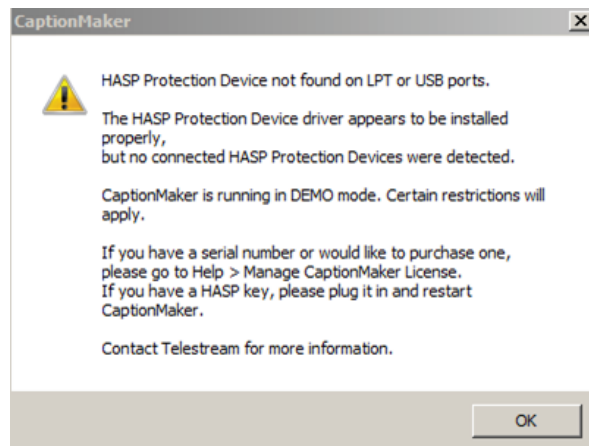 CaptionMaker
HASP Protection Device not found on LPT or USB ports.
The HASP Protection Device driver appears to be installed
properly,
but no connected HASP Protection Devices were detected.
CaptionMaker is running in DEMO mode. Certain restrictions will
apply.
If you have a serial number or would like to purchase one,
please go to Help > Manage CaptionMaker License.
If you have a HASP key, please plug it in and restart
CaptionMaker.
Contact Telestream for more information.
OK